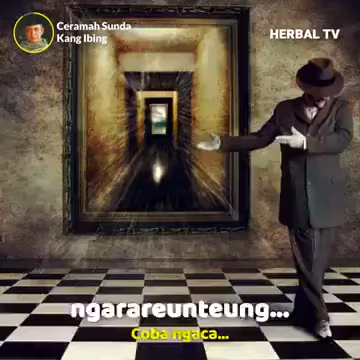 Ceramah Sunda
Kang Ibing
HERBAL TV
ngarareunteung...
Coba ngaca...